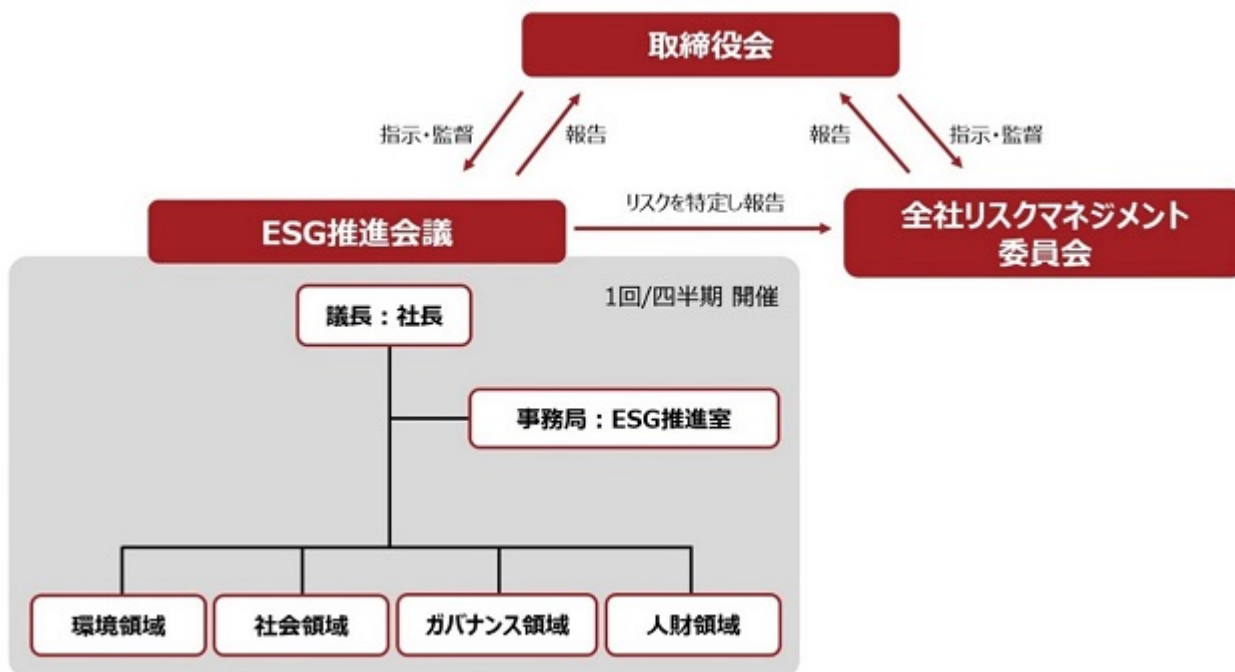 取締役会
指示・監督
報告
報告
指示・監督
ESG推進会議
リスクを特定し報告
全社リスクマネジメント
委員会
1回/四半期 開催
議長：社長
事務局：ESG推進室
環境領域
社会領域
ガバナンス領域
人財領域